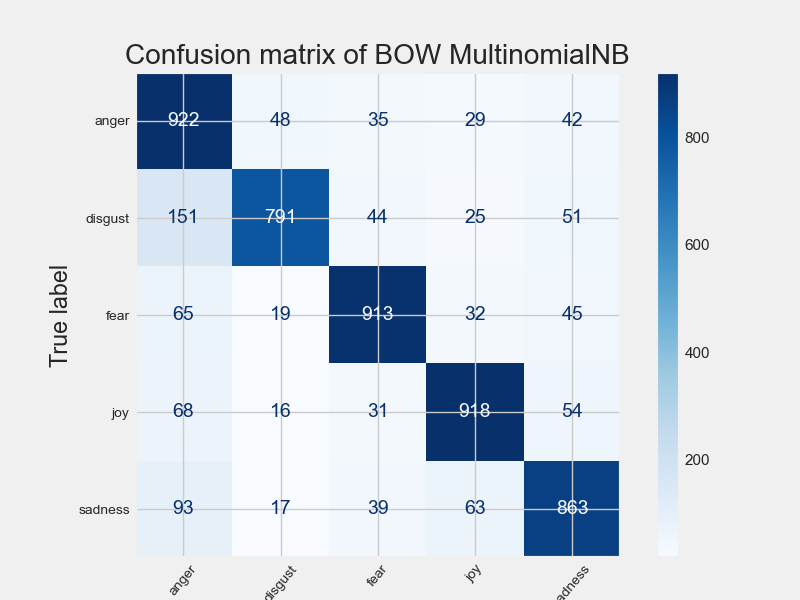 Confusion matrix of BOW MultinomialNB
anger 922 48 35 29 42
disgust 151 791 44 25 51
fear 65 19 913 32 45
joy 68 16 31 918 54
sadness 93 17 39 63 863
True label
anger disgust fear joy adness
800
600
400
200